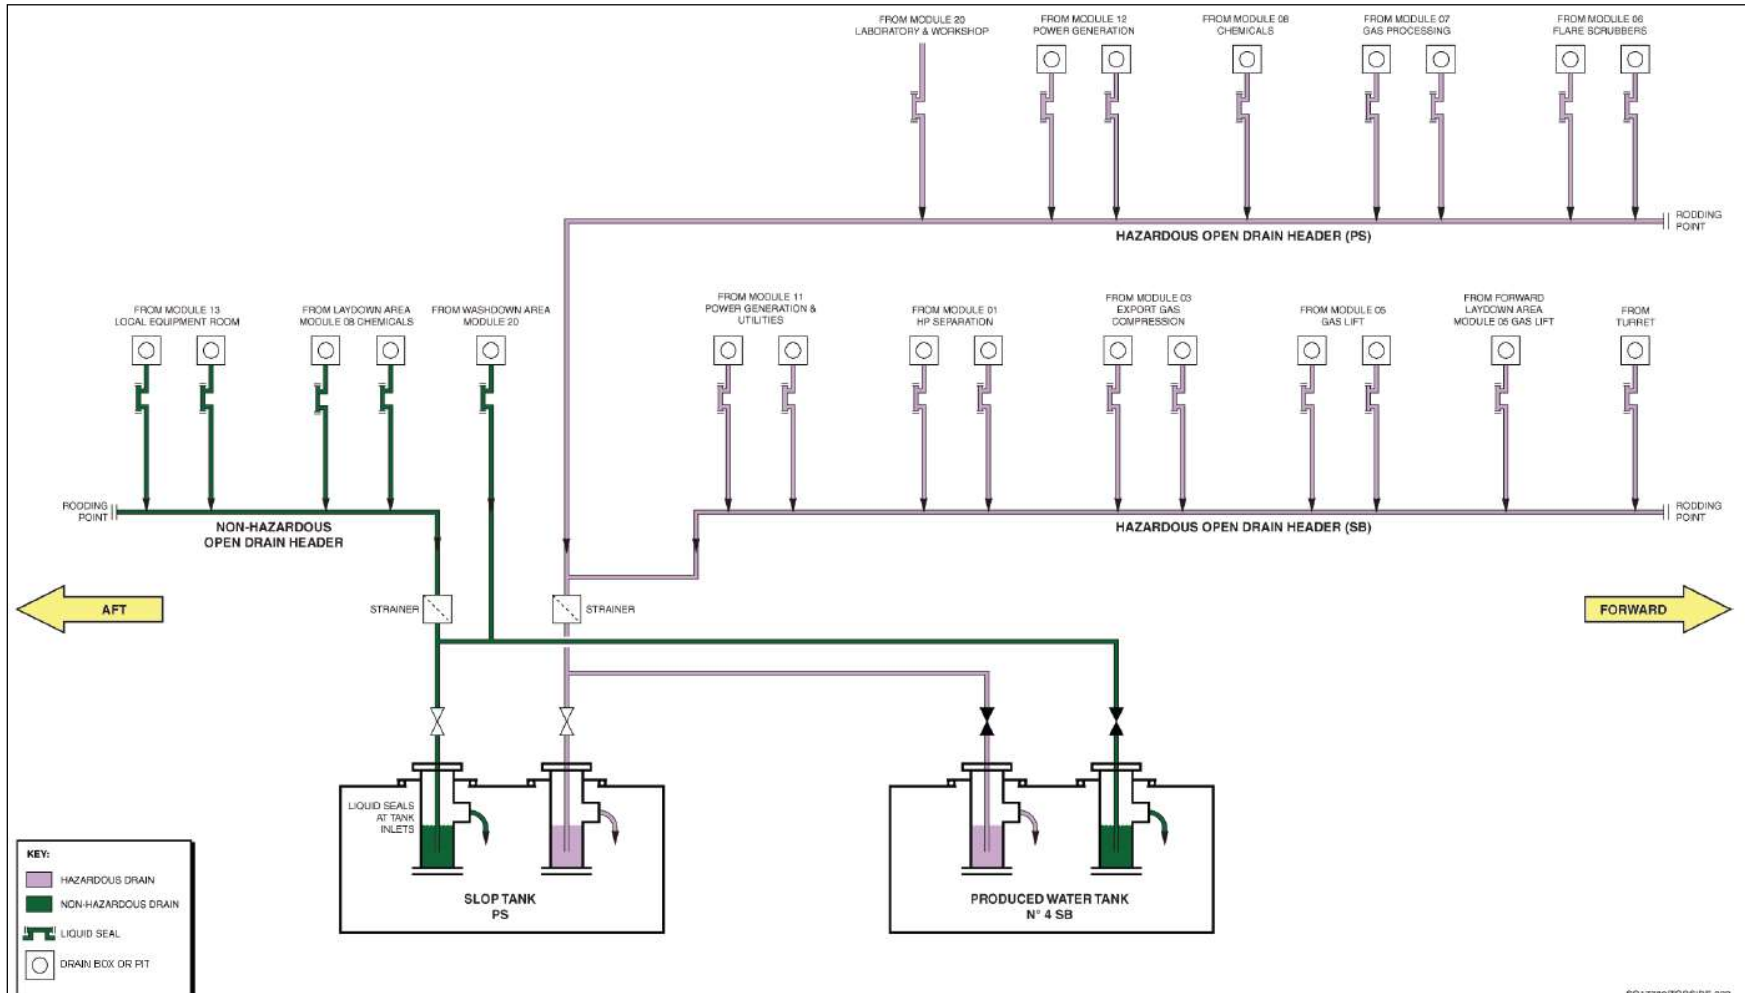 FROM MODULE 20
LABORATORY & WORKSHOP
FROM MODULE 12
POWER GENERATION
FROM MODULE 08
CHEMICALS
FROM MODULE 07
GAS PROCESSING
FROM MODULE 06
FLARE SCRUBBERS
RODDING
POINT
HAZARDOUS OPEN DRAIN HEADER (PS)
FROM MODULE 13
LOCAL EQUIPMENT ROOM
FROM LAYDOWN AREA
MODULE 08 CHEMICALS
FROM WASHDOWN AREA
MODULE 20
FROM MODULE 11
POWER GENERATION &
UTILITIES
FROM MODULE 01
HP SEPARATION
FROM MODULE 03
EXPORT GAS
COMPRESSION
FROM MODULE 05
GAS LIFT
FROM FORWARD
LAYDOWN AREA
MODULE 05 GAS LIFT
FROM
TURRET
RODDING
POINT
NON-HAZARDOUS
OPEN DRAIN HEADER
HAZARDOUS OPEN DRAIN HEADER (SB)
RODDING
POINT
AFT
STRAINER
STRAINER
FORWARD
LIQUID SEALS
AT TANK
INLETS
SLOP TANK
PS
PRODUCED WATER TANK
N° 4 SB
KEY:
HAZARDOUS DRAIN
NON-HAZARDOUS DRAIN
LIQUID SEAL
DRAIN BOX OR PIT